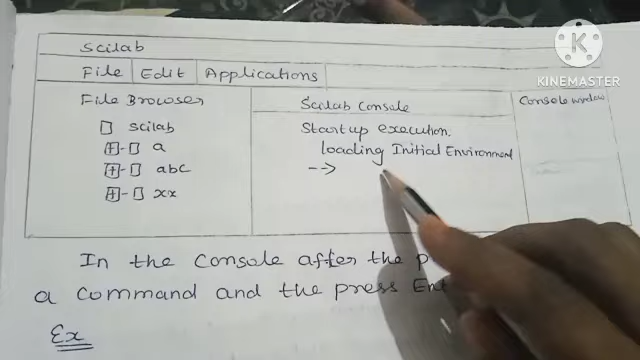 Scilab
File Edit Applications
File Browser
Scilab Console
Console window
scilab
Startup execution.
a
loading Initial Environment
abc
-->
xx
In the console after the p
a command and the press Ent
Ex
KINEMASTER